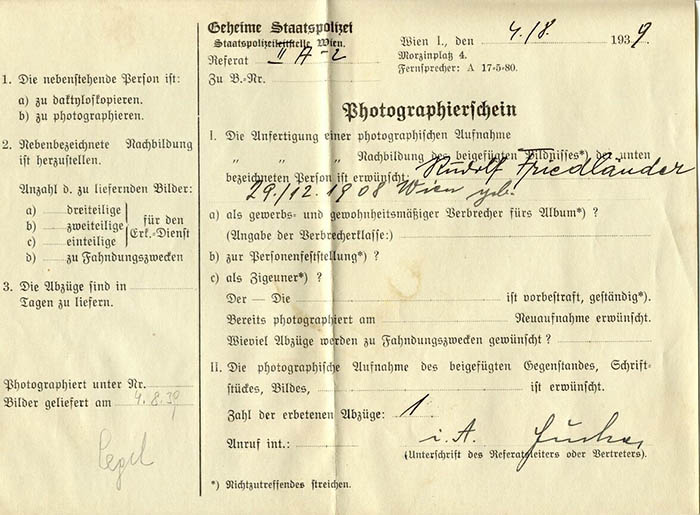 1. Die nebenstehende Person ist:
a) zu daktyloskopieren.
b) zu photographieren.
2. Nebenbezeichnete Nachbildung
ist herzustellen.
Anzahl d. zu liefernden Bilder:
a) dreiteilige
b) zweiteilige
c) einteilige
für den
Erk.-Dienst
d) zu Fahndungszwecken
3. Die Abzüge sind in
Tagen zu liefern.
Photographiert unter Nr.
Bilder geliefert am 4.8.39
Geheime Staatspolizei
Staatspolizeileitstelle Wien.
Referat II H-2
Zu B.-Nr.
Wien I., den 4./8. 1939
Morzinplatz 4.
Fernsprecher: A 17-5-80.
Photographierschein
I. Die Anfertigung einer photographischen Aufnahme
" " " Nachbildung des beigefügten Bildnisses*) der unten
bezeichneten Person ist erwünscht: Rudolf Friedländer
29./12.1908 Wien geb.
a) als gewerbs- und gewohnheitsmäßiger Verbrecher fürs Album*) ?
(Angabe der Verbrecherklasse:)
b) zur Personenfeststellung*) ?
c) als Zigeuner*) ?
Der — Die ist vorbestraft, geständig*).
Bereits photographiert am Neuaufnahme erwünscht.
Wieviel Abzüge werden zu Fahndungszwecken gewünscht ?
II. Die photographische Aufnahme des beigefügten Gegenstandes, Schrift-
stückes, Bildes, ist erwünscht.
Zahl der erbetenen Abzüge: 1
Anruf int.: i. A.
(Unterschrift des Referatsleiters oder Vertreters).
*) Nichtzutreffendes streichen.